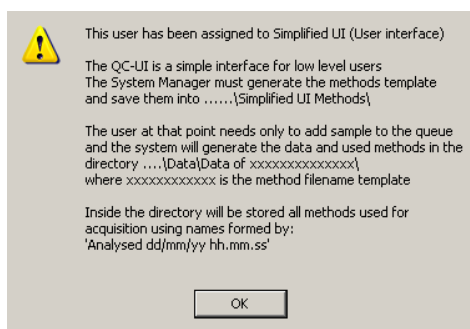 This user has been assigned to Simplified UI (User interface)
The QC-UI is a simple interface for low level users
The System Manager must generate the methods template
and save them into ......\Simplified UI Methods\
The user at that point needs only to add sample to the queue
and the system will generate the data and used methods in the
directory ....\Data\Data of xxxxxxxxxxxxxx\
where xxxxxxxxxxxx is the method filename template
Inside the directory will be stored all methods used for
acquisition using names formed by:
'Analysed dd/mm/yy hh.mm.ss'
OK